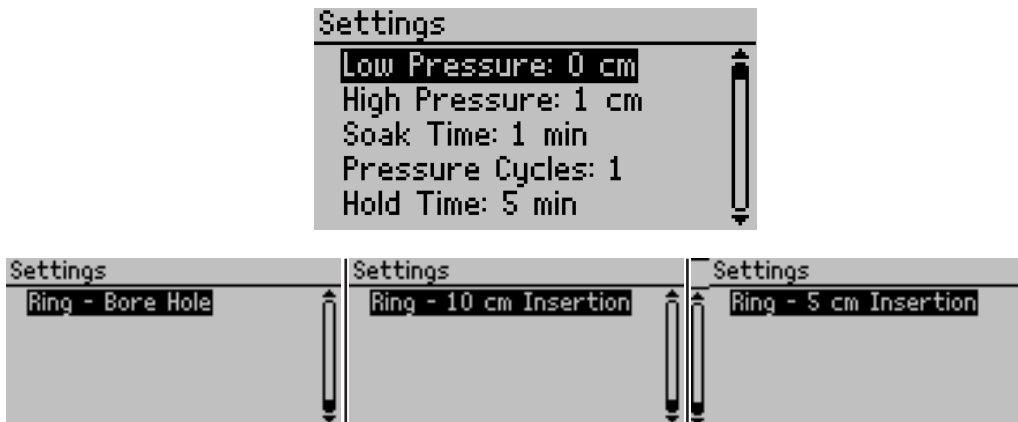 Settings
Low Pressure: 0 cm
High Pressure: 1 cm
Soak Time: 1 min
Pressure Cycles: 1
Hold Time: 5 min
Settings
Ring - Bore Hole
Settings
Ring - 10 cm Insertion
Settings
Ring - 5 cm Insertion